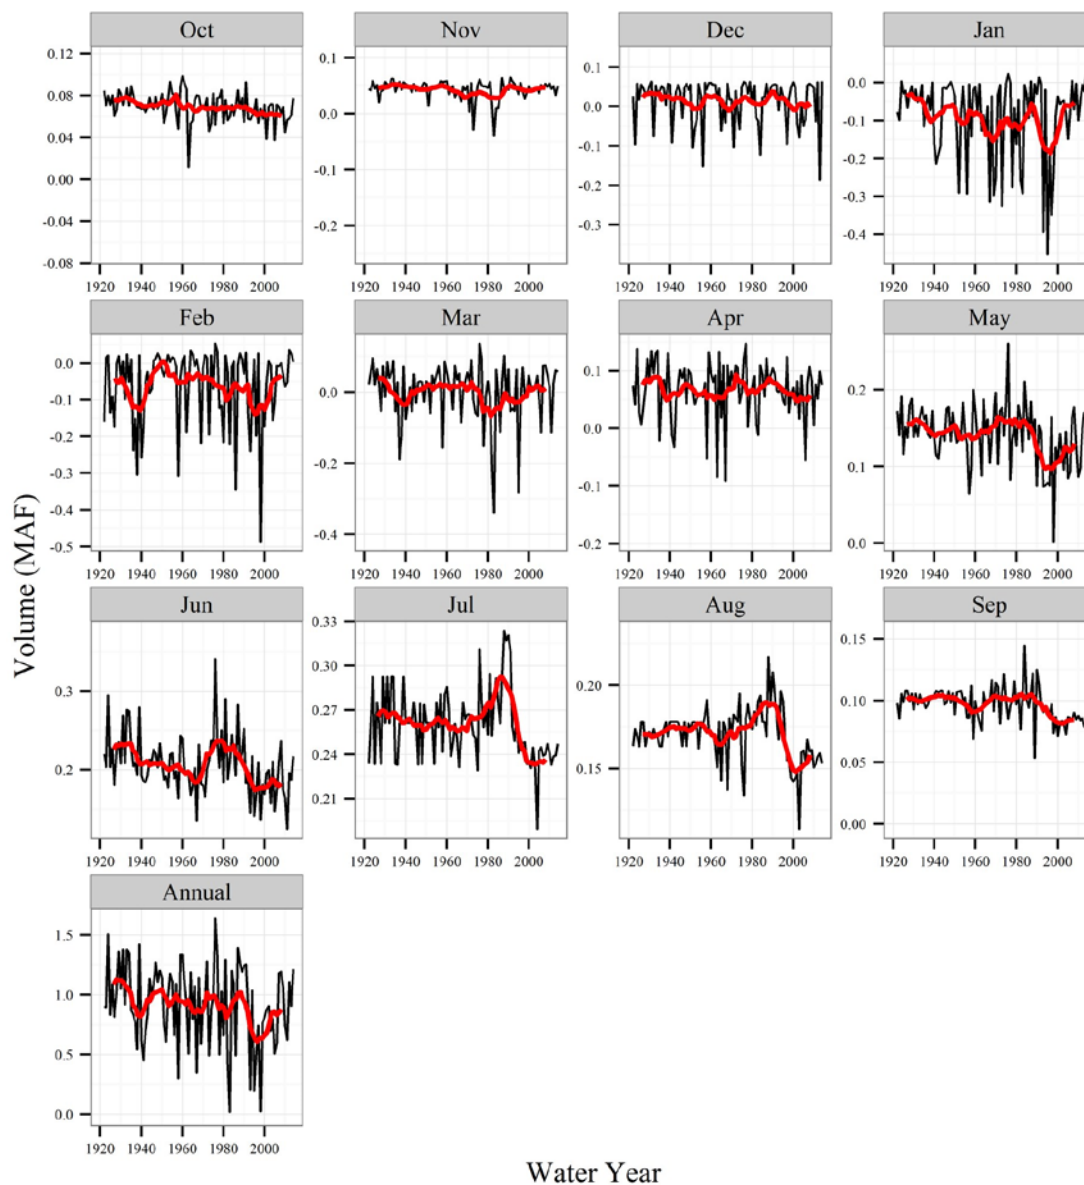 Oct Nov Dec Jan
0.12 0.1 0.1 0.0
0.08 0.0 0.0 -0.1
0.04 -0.1 -0.1 -0.2
0.00 -0.2 -0.2 -0.3
-0.04 -0.3 -0.4
-0.08
1920 1940 1960 1980 2000 1920 1940 1960 1980 2000 1920 1940 1960 1980 2000 1920 1940 1960 1980 2000
Feb Mar Apr May
0.0 0.0 0.1 0.2
-0.1 -0.2 0.0 0.1
-0.2 -0.4 -0.1 0.0
-0.3 -0.2
-0.4
-0.5
1920 1940 1960 1980 2000 1920 1940 1960 1980 2000 1920 1940 1960 1980 2000 1920 1940 1960 1980 2000
Volume (MAF)
Jun Jul Aug Sep
0.3 0.33 0.20 0.15
0.2 0.30 0.15 0.10
0.27 0.05
0.24 0.00
0.21
1920 1940 1960 1980 2000 1920 1940 1960 1980 2000 1920 1940 1960 1980 2000 1920 1940 1960 1980 2000
Annual
1.5
1.0
0.5
0.0
1920 1940 1960 1980 2000
Water Year